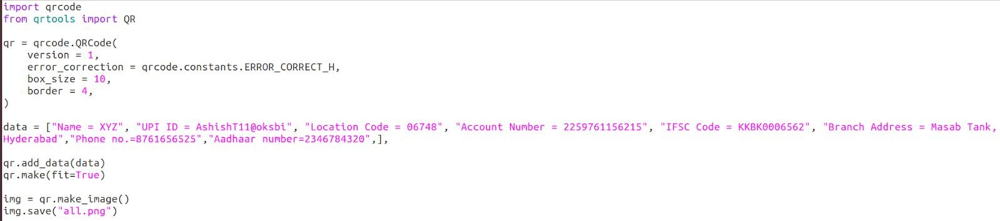 import qrcode
from qrtools import QR
qr = qrcode.QRCode(
    version = 1,
    error_correction = qrcode.constants.ERROR_CORRECT_H,
    box_size = 10,
    border = 4,
)
data = ["Name = XYZ", "UPI ID = AshishT11@oksbi", "Location Code = 06748", "Account Number = 2259761156215", "IFSC Code = KKBK0006562", "Branch Address = Masab Tank,
Hyderabad","Phone no.=8761656525","Aadhaar number=2346784320",],
qr.add_data(data)
qr.make(fit=True)
img = qr.make_image()
img.save("all.png")